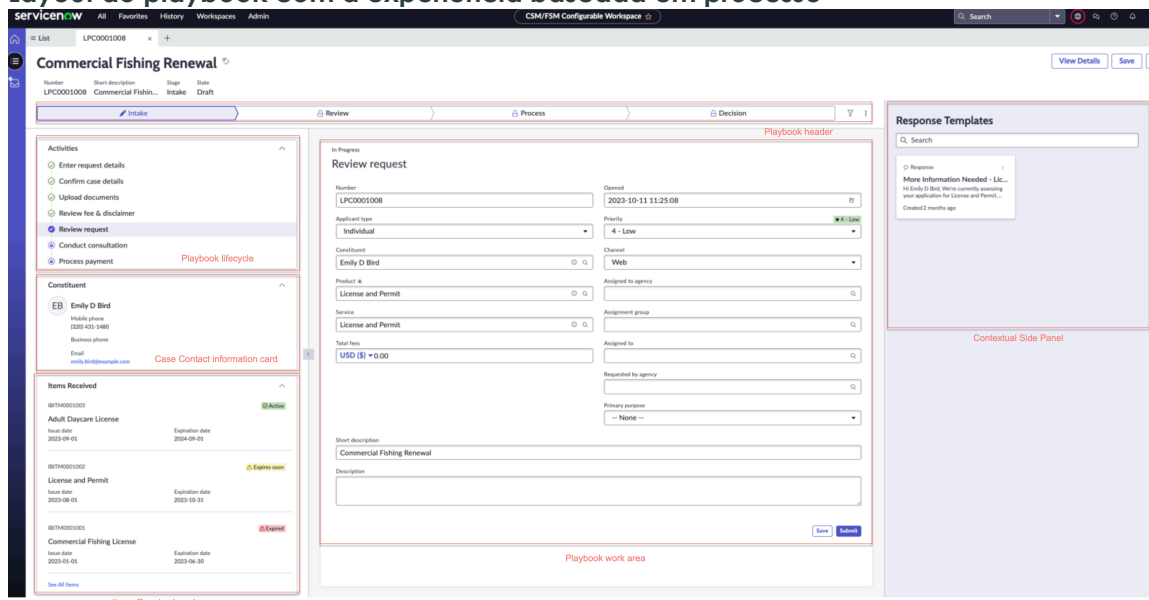 Layout do playbook com a experiência baseada em processo
servicenow All Favorites History Workspaces Admin
CSM/FSM Configurable Workspace ☆
Search
List
LPC0001008 × +
Commercial Fishing Renewal
View Details Save
Number Short description Stage State
LPC0001008 Commercial Fishin... Intake Draft
Intake Review Process Decision
Playbook header
Activities
Enter request details
Confirm case details
Upload documents
Review fee & disclaimer
Review request
Conduct consultation
Process payment
Playbook lifecycle
Constituent
EB Emily D Bird
Mobile phone
(320) 431-1480
Business phone
Email
emily.bird@example.com
Case Contact information card
Items Received
IBITM0001003 Active
Adult Daycare License
Issue date Expiration date
2023-09-01 2024-09-01
IBITM0001002 Expires soon
License and Permit
Issue date Expiration date
2023-08-01 2023-10-31
IBITM0001001 Expired
Commercial Fishing License
Issue date Expiration date
2023-01-01 2023-06-30
See All Items
In Progress
Review request
Number
LPC0001008
Opened
2023-10-11 11:25:08
Applicant type
Individual
Priority 4 - Low
4 - Low
Constituent
Emily D Bird
Channel
Web
Product
License and Permit
Assigned to agency
Service
License and Permit
Assignment group
Total fees
USD ($) 0.00
Assigned to
Requested by agency
Primary purpose
-- None --
Short description
Commercial Fishing Renewal
Description
Save Submit
Playbook work area
Response Templates
Search
Response
More Information Needed - Lic...
Hi Emily D Bird, We're currently assessing
your application for License and Permit....
Created 2 months ago
Contextual Side Panel